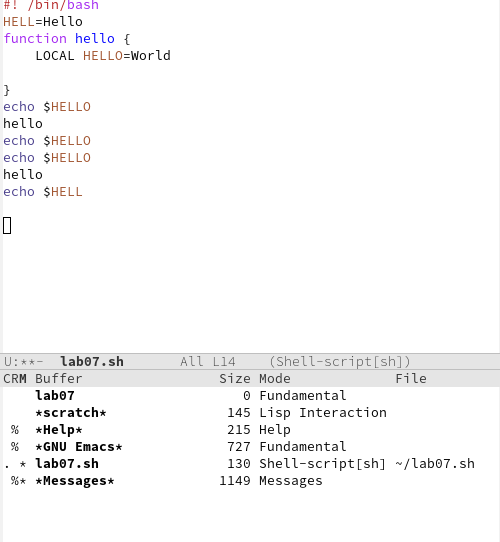 #! /bin/bash
HELL=Hello
function hello {
    LOCAL HELLO=World
}
echo $HELLO
hello
echo $HELLO
echo $HELLO
hello
echo $HELL
U:**-  lab07.sh       All L14    (Shell-script[sh])
CRM Buffer                 Size Mode             File
    lab07                     0 Fundamental
    *scratch*               145 Lisp Interaction
 %  *Help*                  215 Help
 %  *GNU Emacs*             727 Fundamental
. * lab07.sh                130 Shell-script[sh] ~/lab07.sh
 %* *Messages*             1149 Messages